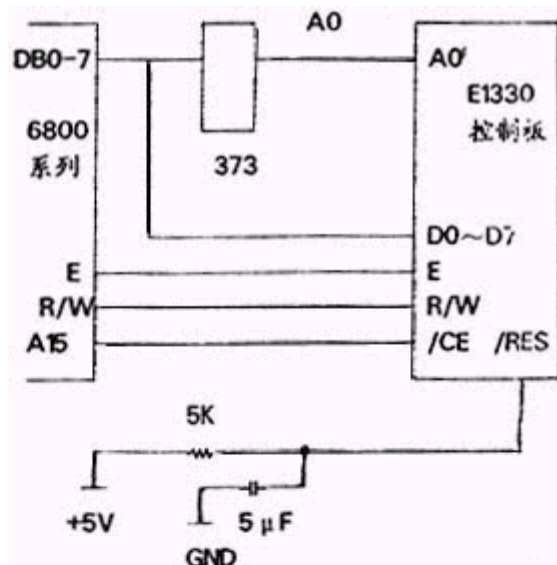 A0
DB0-7
A0
E1330
控制板
6800
系列
373
D0～D7
E
E
R/W
R/W
A15
/CE /RES
5K
+5V
5μF
GND